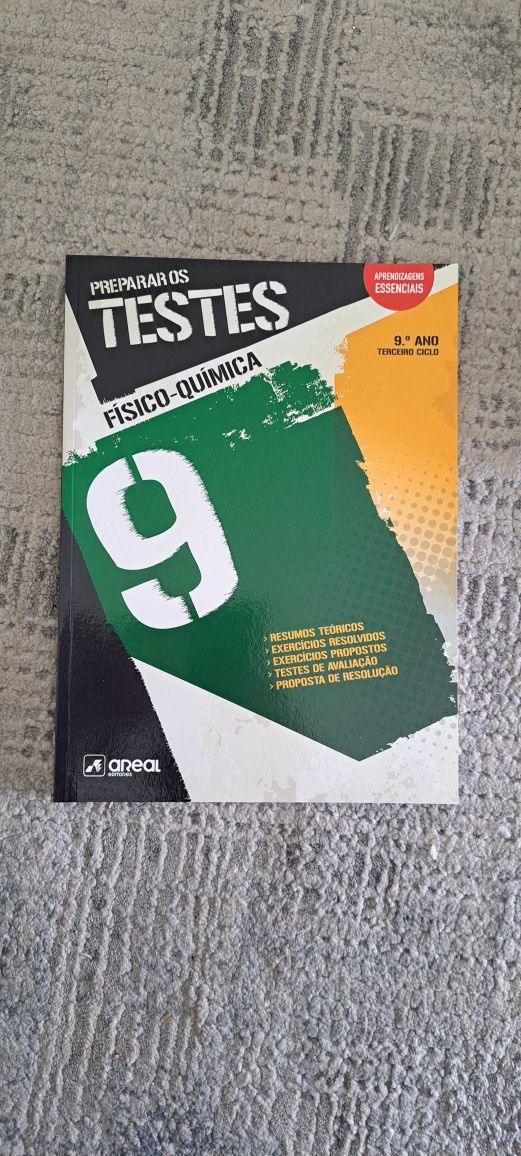 PREPARAR OS
TESTES
FÍSICO-QUÍMICA
APRENDIZAGENS
ESSENCIAIS
9.º ANO
TERCEIRO CICLO
9
> RESUMOS TEÓRICOS
> EXERCÍCIOS RESOLVIDOS
> EXERCÍCIOS PROPOSTOS
> TESTES DE AVALIAÇÃO
> PROPOSTA DE RESOLUÇÃO
areal
editores